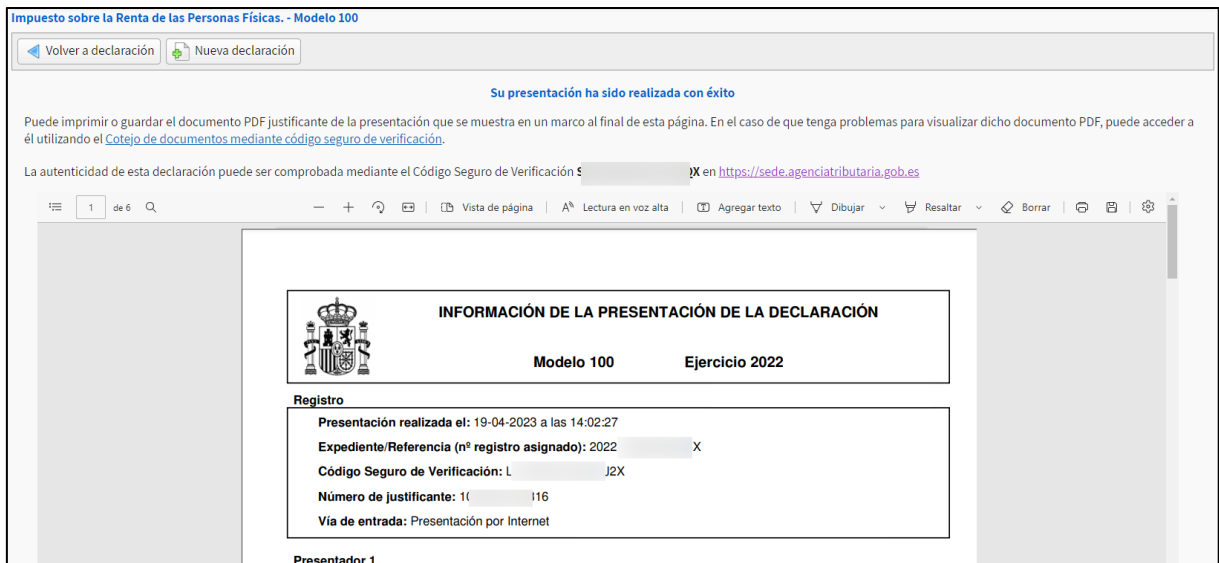 Impuesto sobre la Renta de las Personas Físicas. - Modelo 100
Volver a declaración Nueva declaración
Su presentación ha sido realizada con éxito
Puede imprimir o guardar el documento PDF justificante de la presentación que se muestra en un marco al final de esta página. En el caso de que tenga problemas para visualizar dicho documento PDF, puede acceder a
él utilizando el Cotejo de documentos mediante código seguro de verificación.
La autenticidad de esta declaración puede ser comprobada mediante el Código Seguro de Verificación S QX en https://sede.agenciatributaria.gob.es
1 de 6 Vista de página Lectura en voz alta Agregar texto Dibujar Resaltar Borrar
INFORMACIÓN DE LA PRESENTACIÓN DE LA DECLARACIÓN
Modelo 100 Ejercicio 2022
Registro
Presentación realizada el: 19-04-2023 a las 14:02:27
Expediente/Referencia (nº registro asignado): 2022 X
Código Seguro de Verificación: L J2X
Número de justificante: 10 316
Vía de entrada: Presentación por Internet
Presentador 1